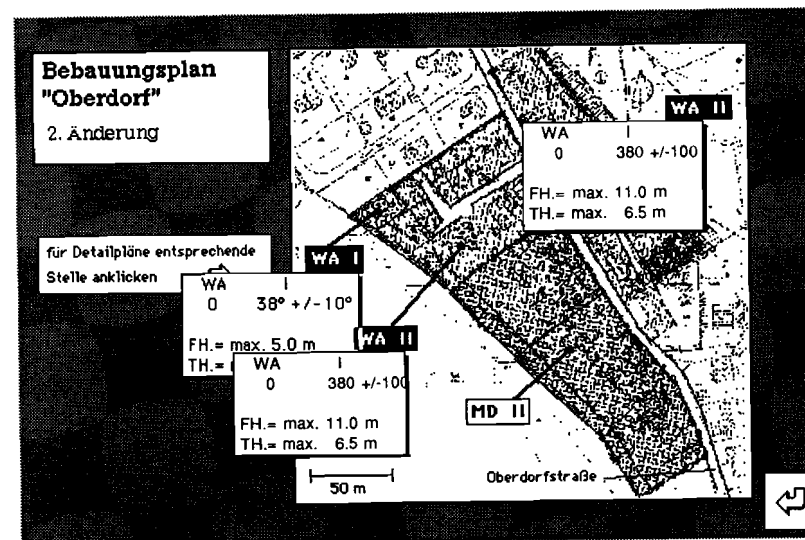 Bebauungsplan
"Oberdorf"
2. Änderung
WA II
WA I
0 380 +/-100
FH.= max. 11.0 m
TH.= max. 6.5 m
für Detailpläne entsprechende
Stelle anklicken
WA I
WA I
0 38° +/-10°
FH.= max. 5.0 m
TH.=
WA II
WA I
0 380 +/-100
FH.= max. 11.0 m
TH.= max. 6.5 m
MD II
Oberdorfstraße
50 m